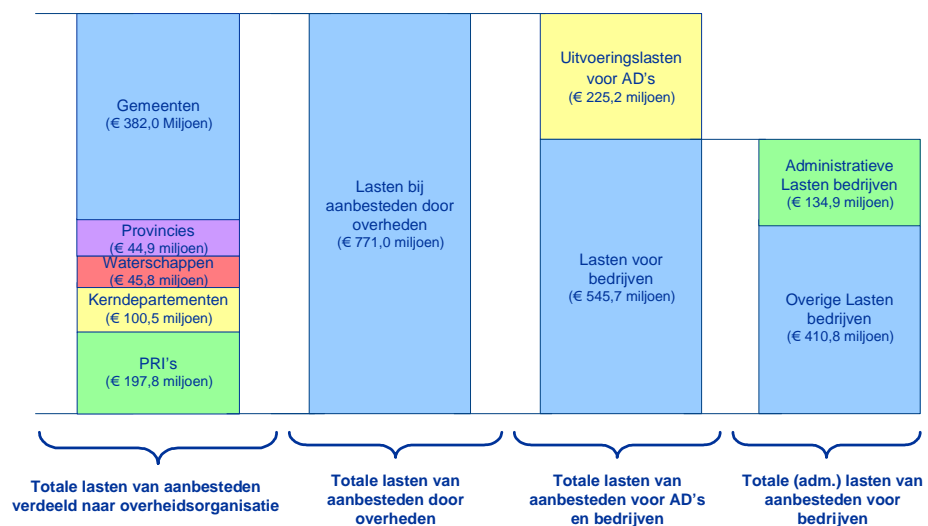 Gemeenten
(€ 382,0 Miljoen)
Provincies
(€ 44,9 miljoen)
Waterschappen
(€ 45,8 miljoen)
Kerndepartementen
(€ 100,5 miljoen)
PRI's
(€ 197,8 miljoen)
Totale lasten van aanbesteden
verdeeld naar overheidsorganisatie
Lasten bij
aanbesteden door
overheden
(€ 771,0 miljoen)
Totale lasten van
aanbesteden door
overheden
Uitvoeringslasten
voor AD's
(€ 225,2 miljoen)
Lasten voor
bedrijven
(€ 545,7 miljoen)
Totale lasten van
aanbesteden voor AD's
en bedrijven
Administratieve
Lasten bedrijven
(€ 134,9 miljoen)
Overige Lasten
bedrijven
(€ 410,8 miljoen)
Totale (adm.) lasten van
aanbesteden voor
bedrijven